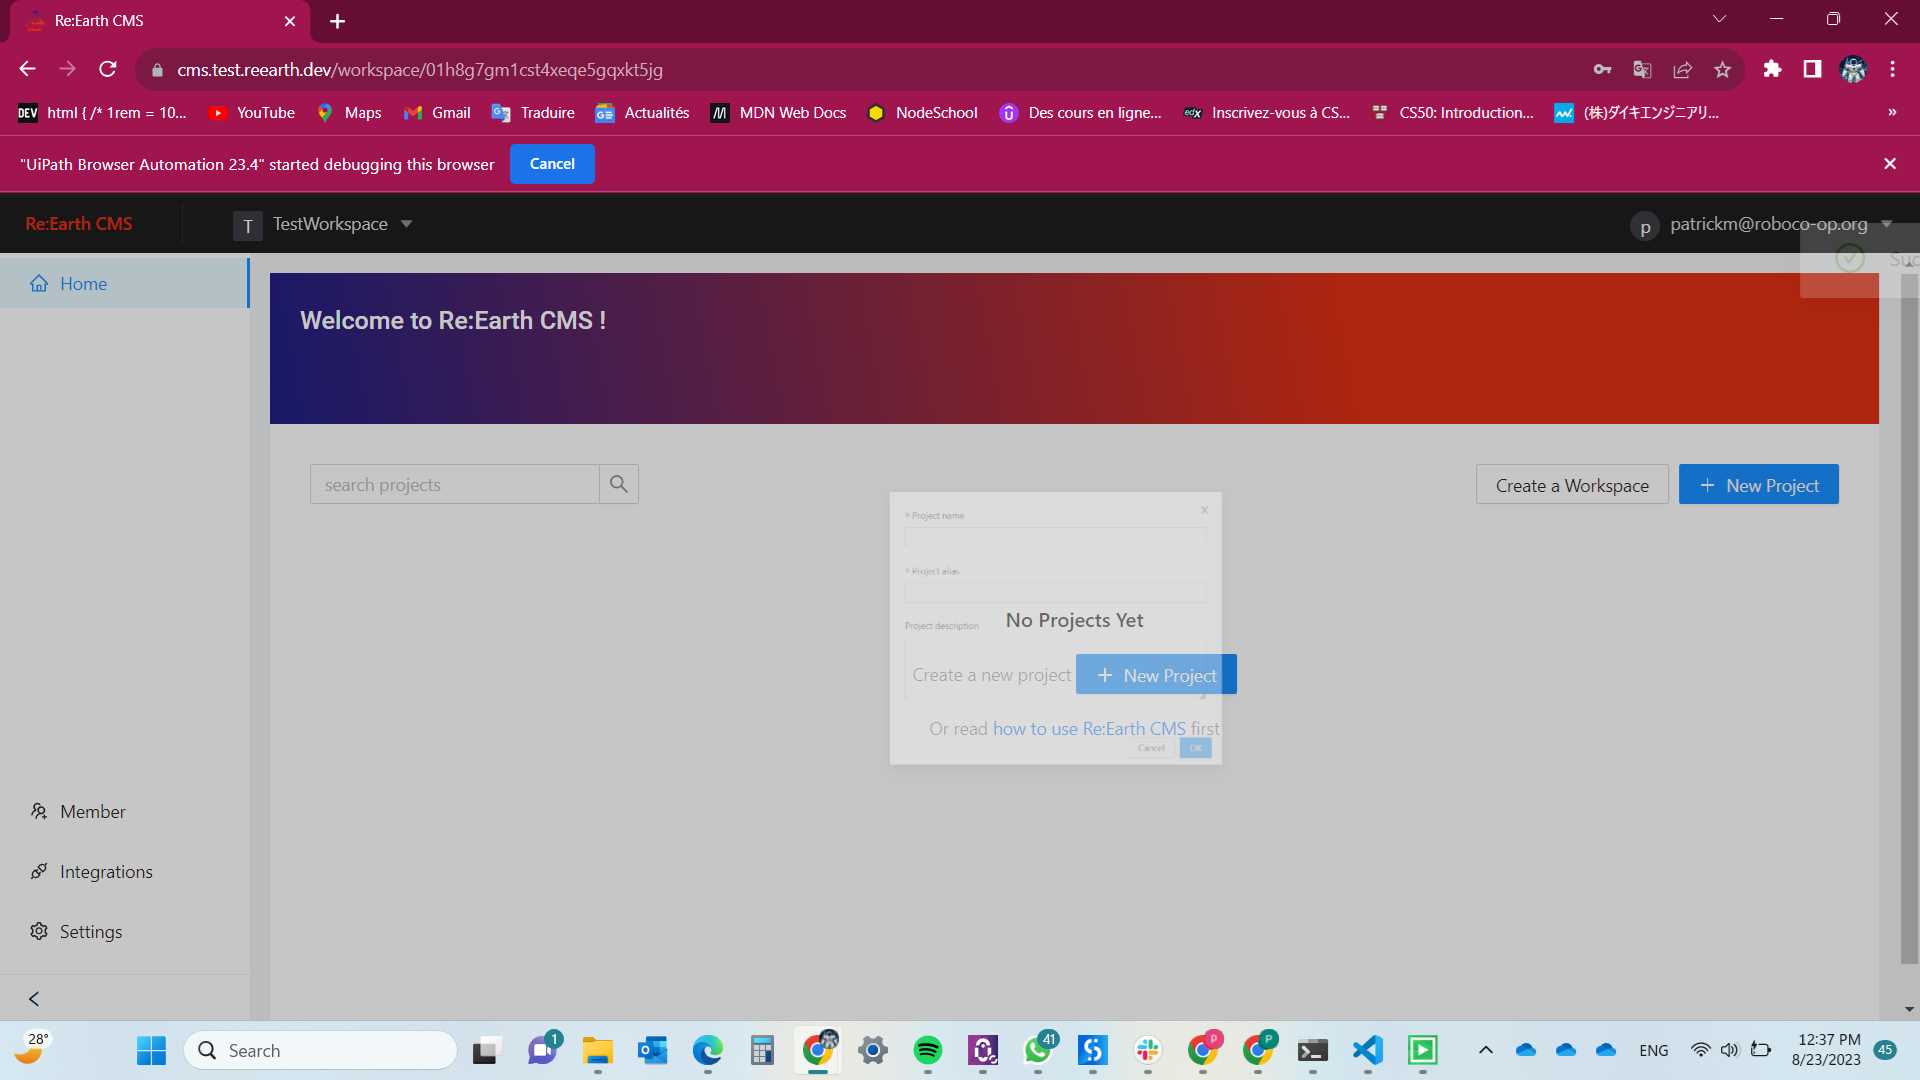 Re:Earth CMS
cms.test.reearth.dev/workspace/01h8g7gm1cst4xeqe5gqxkt5jg
DEV html { /* 1rem = 10... YouTube Maps Gmail Traduire Actualités MDN Web Docs NodeSchool Des cours en ligne... edX Inscrivez-vous à CS... CS50: Introduction... (株)ダイキエンジニアリ... »
"UiPath Browser Automation 23.4" started debugging this browser Cancel
Re:Earth CMS T TestWorkspace p patrickm@roboco-op.org
Suc
Home
Welcome to Re:Earth CMS !
search projects Create a Workspace + New Project
* Project name
* Project alias
No Projects Yet
Project description
Create a new project + New Project
Or read how to use Re:Earth CMS first
Cancel OK
Member
Integrations
Settings
28° Search 1 41 P P ENG 12:37 PM 45
8/23/2023